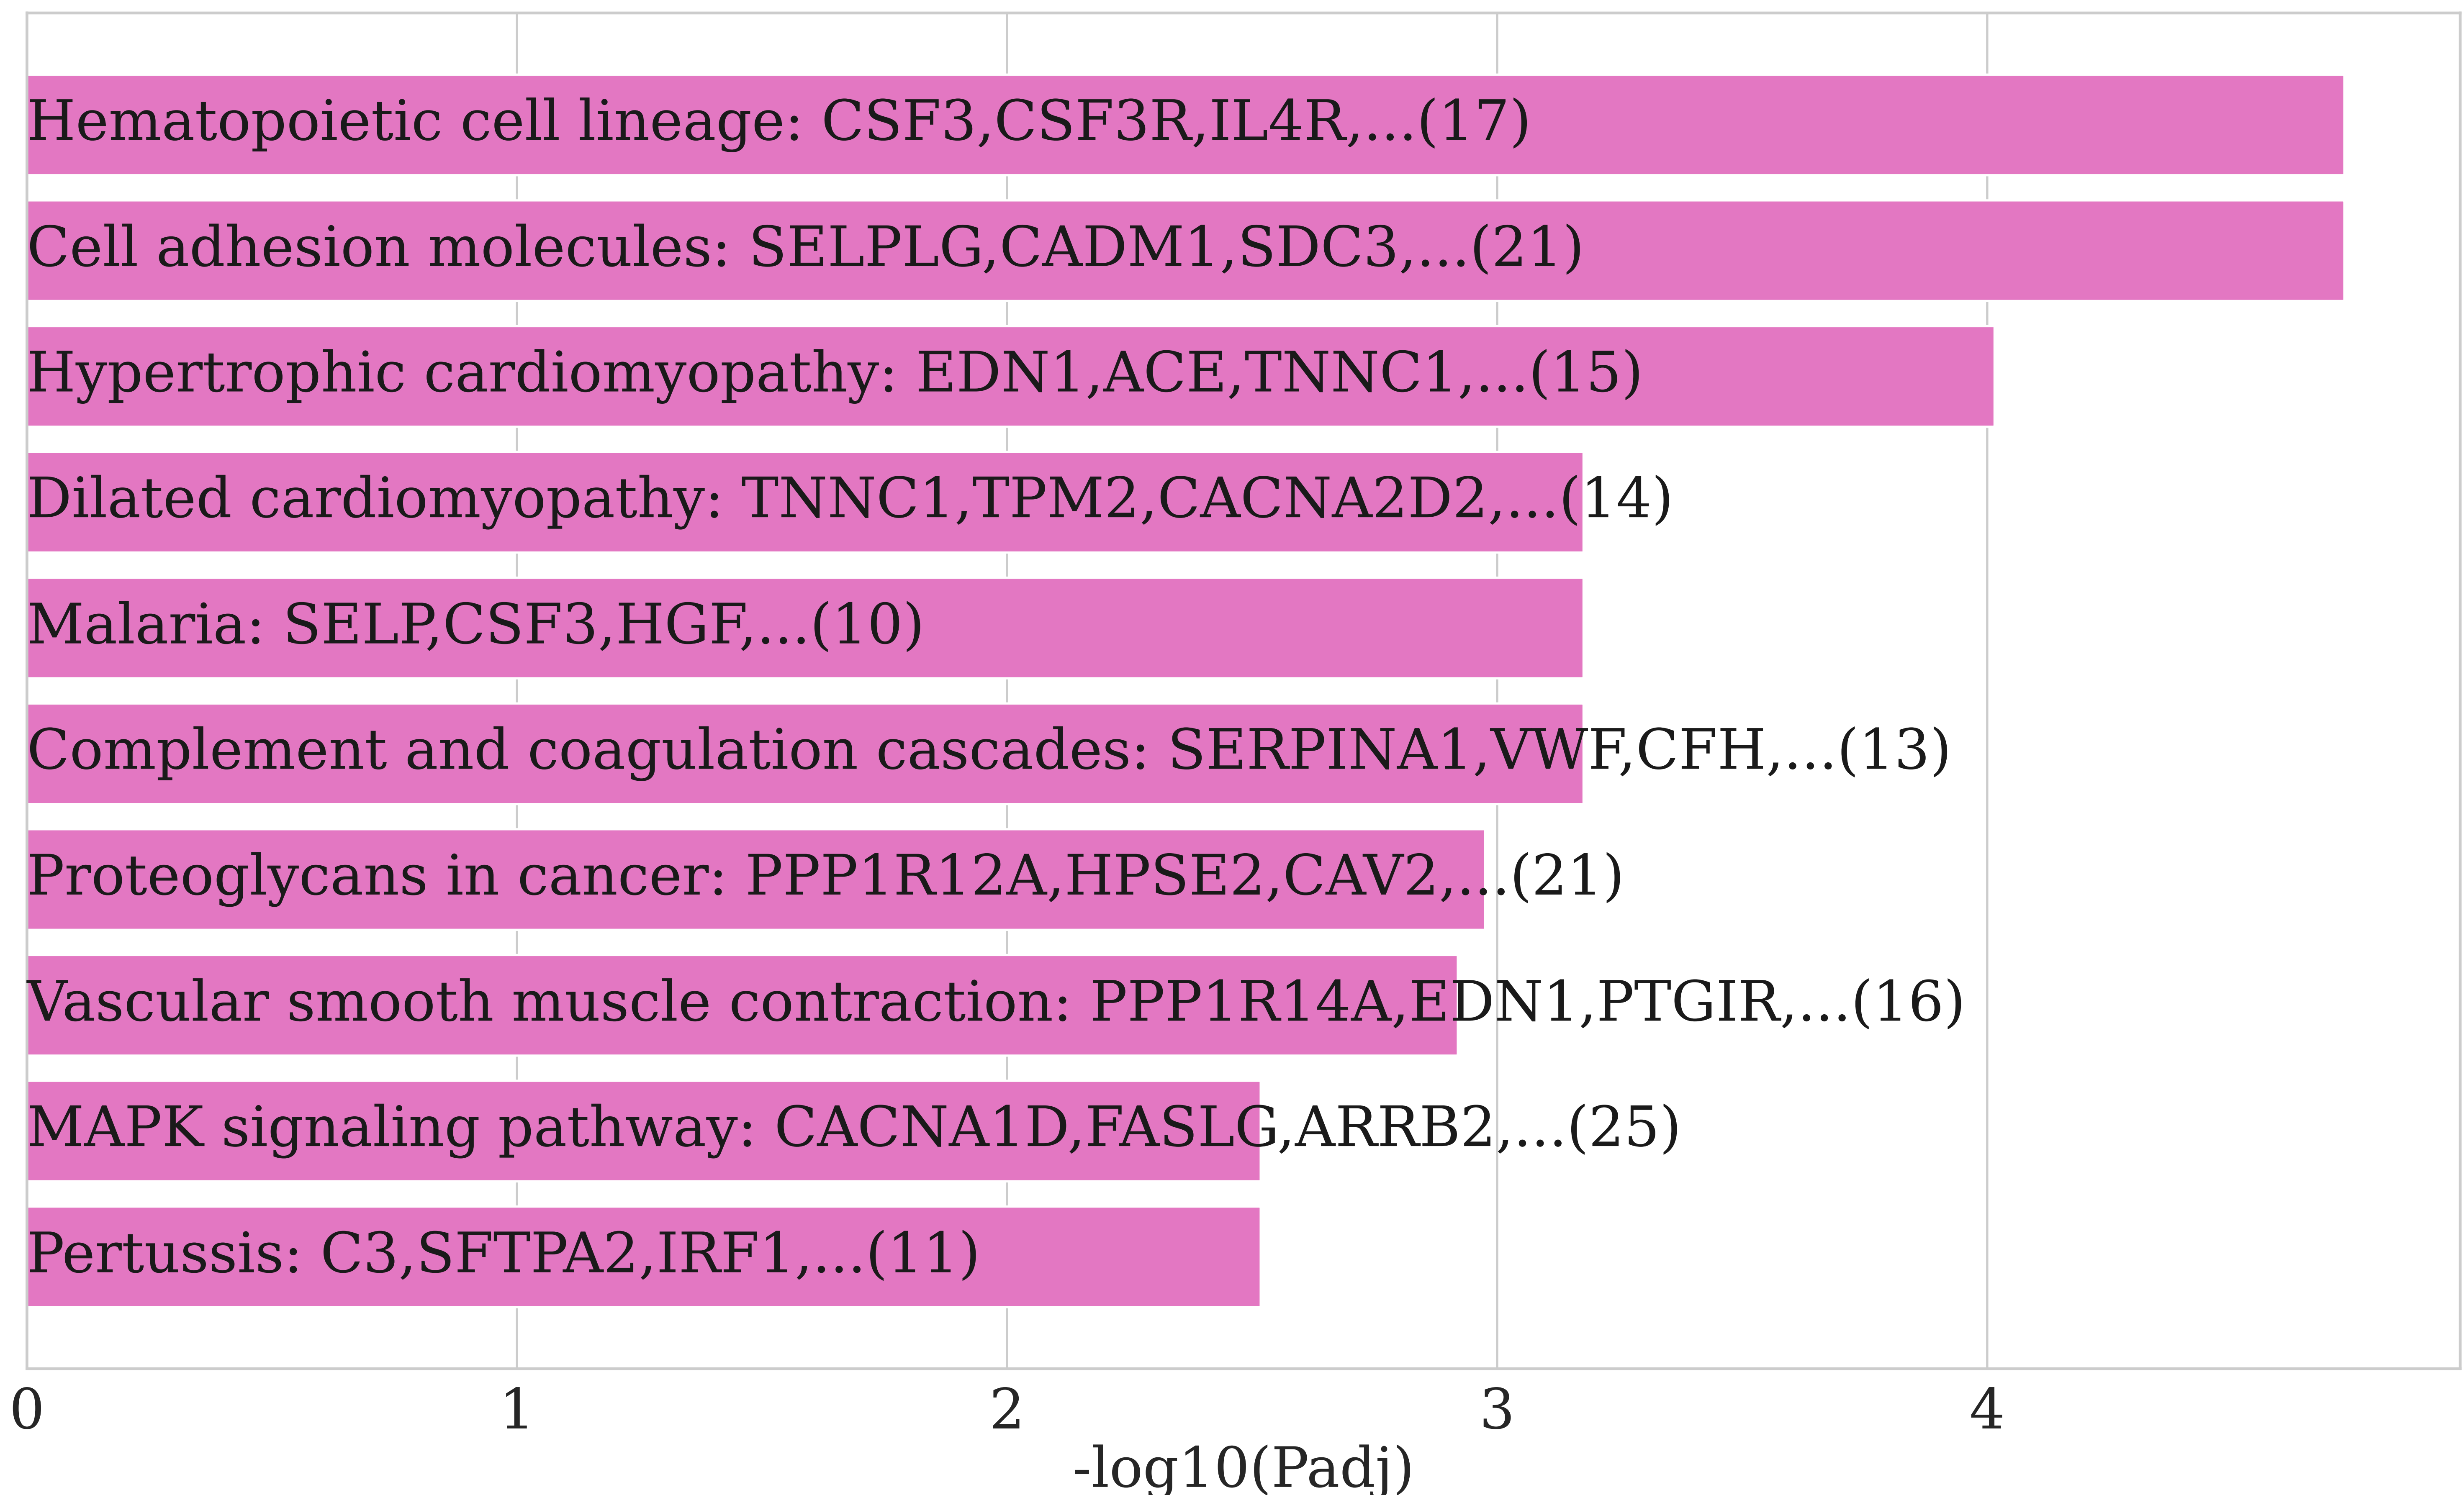 Hematopoietic cell lineage: CSF3,CSF3R,IL4R,...(17)
Cell adhesion molecules: SELPLG,CADM1,SDC3,...(21)
Hypertrophic cardiomyopathy: EDN1,ACE,TNNC1,...(15)
Dilated cardiomyopathy: TNNC1,TPM2,CACNA2D2,...(14)
Malaria: SELP,CSF3,HGF,...(10)
Complement and coagulation cascades: SERPINA1,VWF,CFH,...(13)
Proteoglycans in cancer: PPP1R12A,HPSE2,CAV2,...(21)
Vascular smooth muscle contraction: PPP1R14A,EDN1,PTGIR,...(16)
MAPK signaling pathway: CACNA1D,FASLG,ARRB2,...(25)
Pertussis: C3,SFTPA2,IRF1,...(11)
0 1 2 3 4
-log10(Padj)